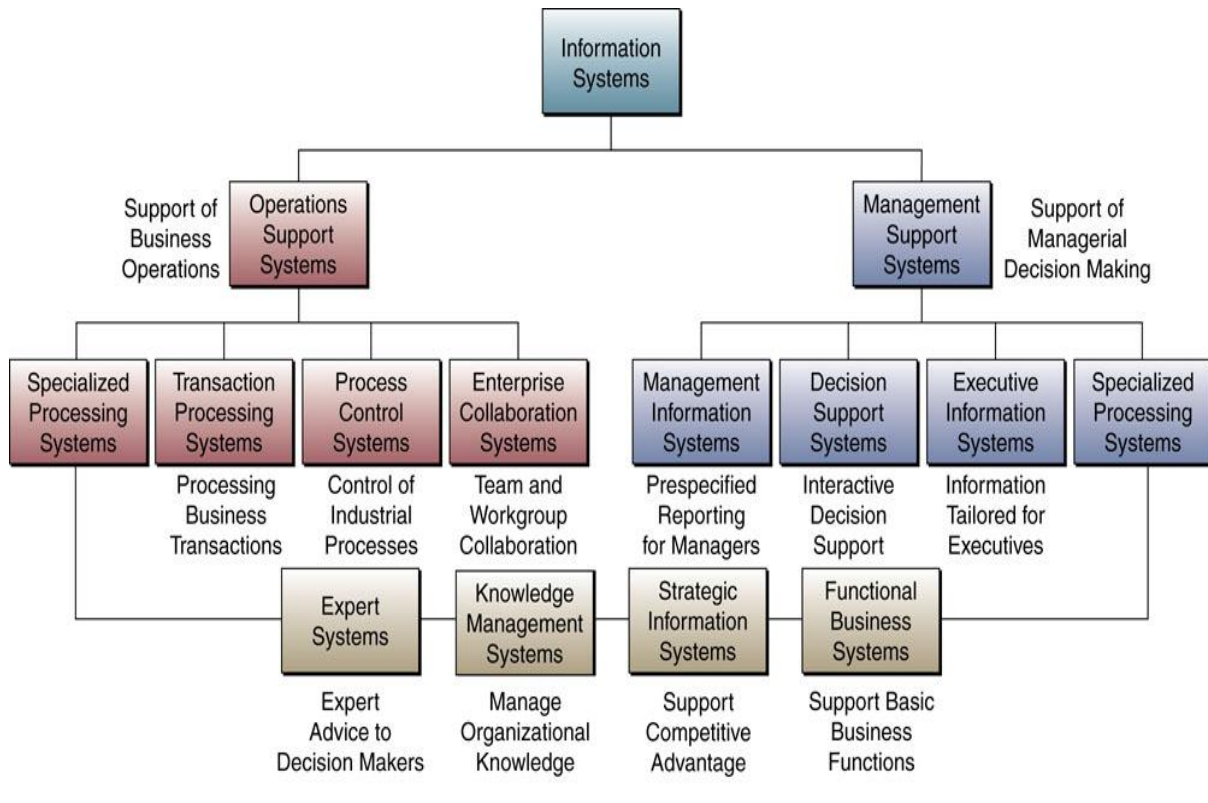 Information
Systems
Support of
Business
Operations
Operations
Support
Systems
Management
Support
Systems
Support of
Managerial
Decision Making
Specialized
Processing
Systems
Transaction
Processing
Systems
Process
Control
Systems
Enterprise
Collaboration
Systems
Management
Information
Systems
Decision
Support
Systems
Executive
Information
Systems
Specialized
Processing
Systems
Processing
Business
Transactions
Control of
Industrial
Processes
Team and
Workgroup
Collaboration
Prespecified
Reporting
for Managers
Interactive
Decision
Support
Information
Tailored for
Executives
Expert
Systems
Knowledge
Management
Systems
Strategic
Information
Systems
Functional
Business
Systems
Expert
Advice to
Decision Makers
Manage
Organizational
Knowledge
Support
Competitive
Advantage
Support Basic
Business
Functions